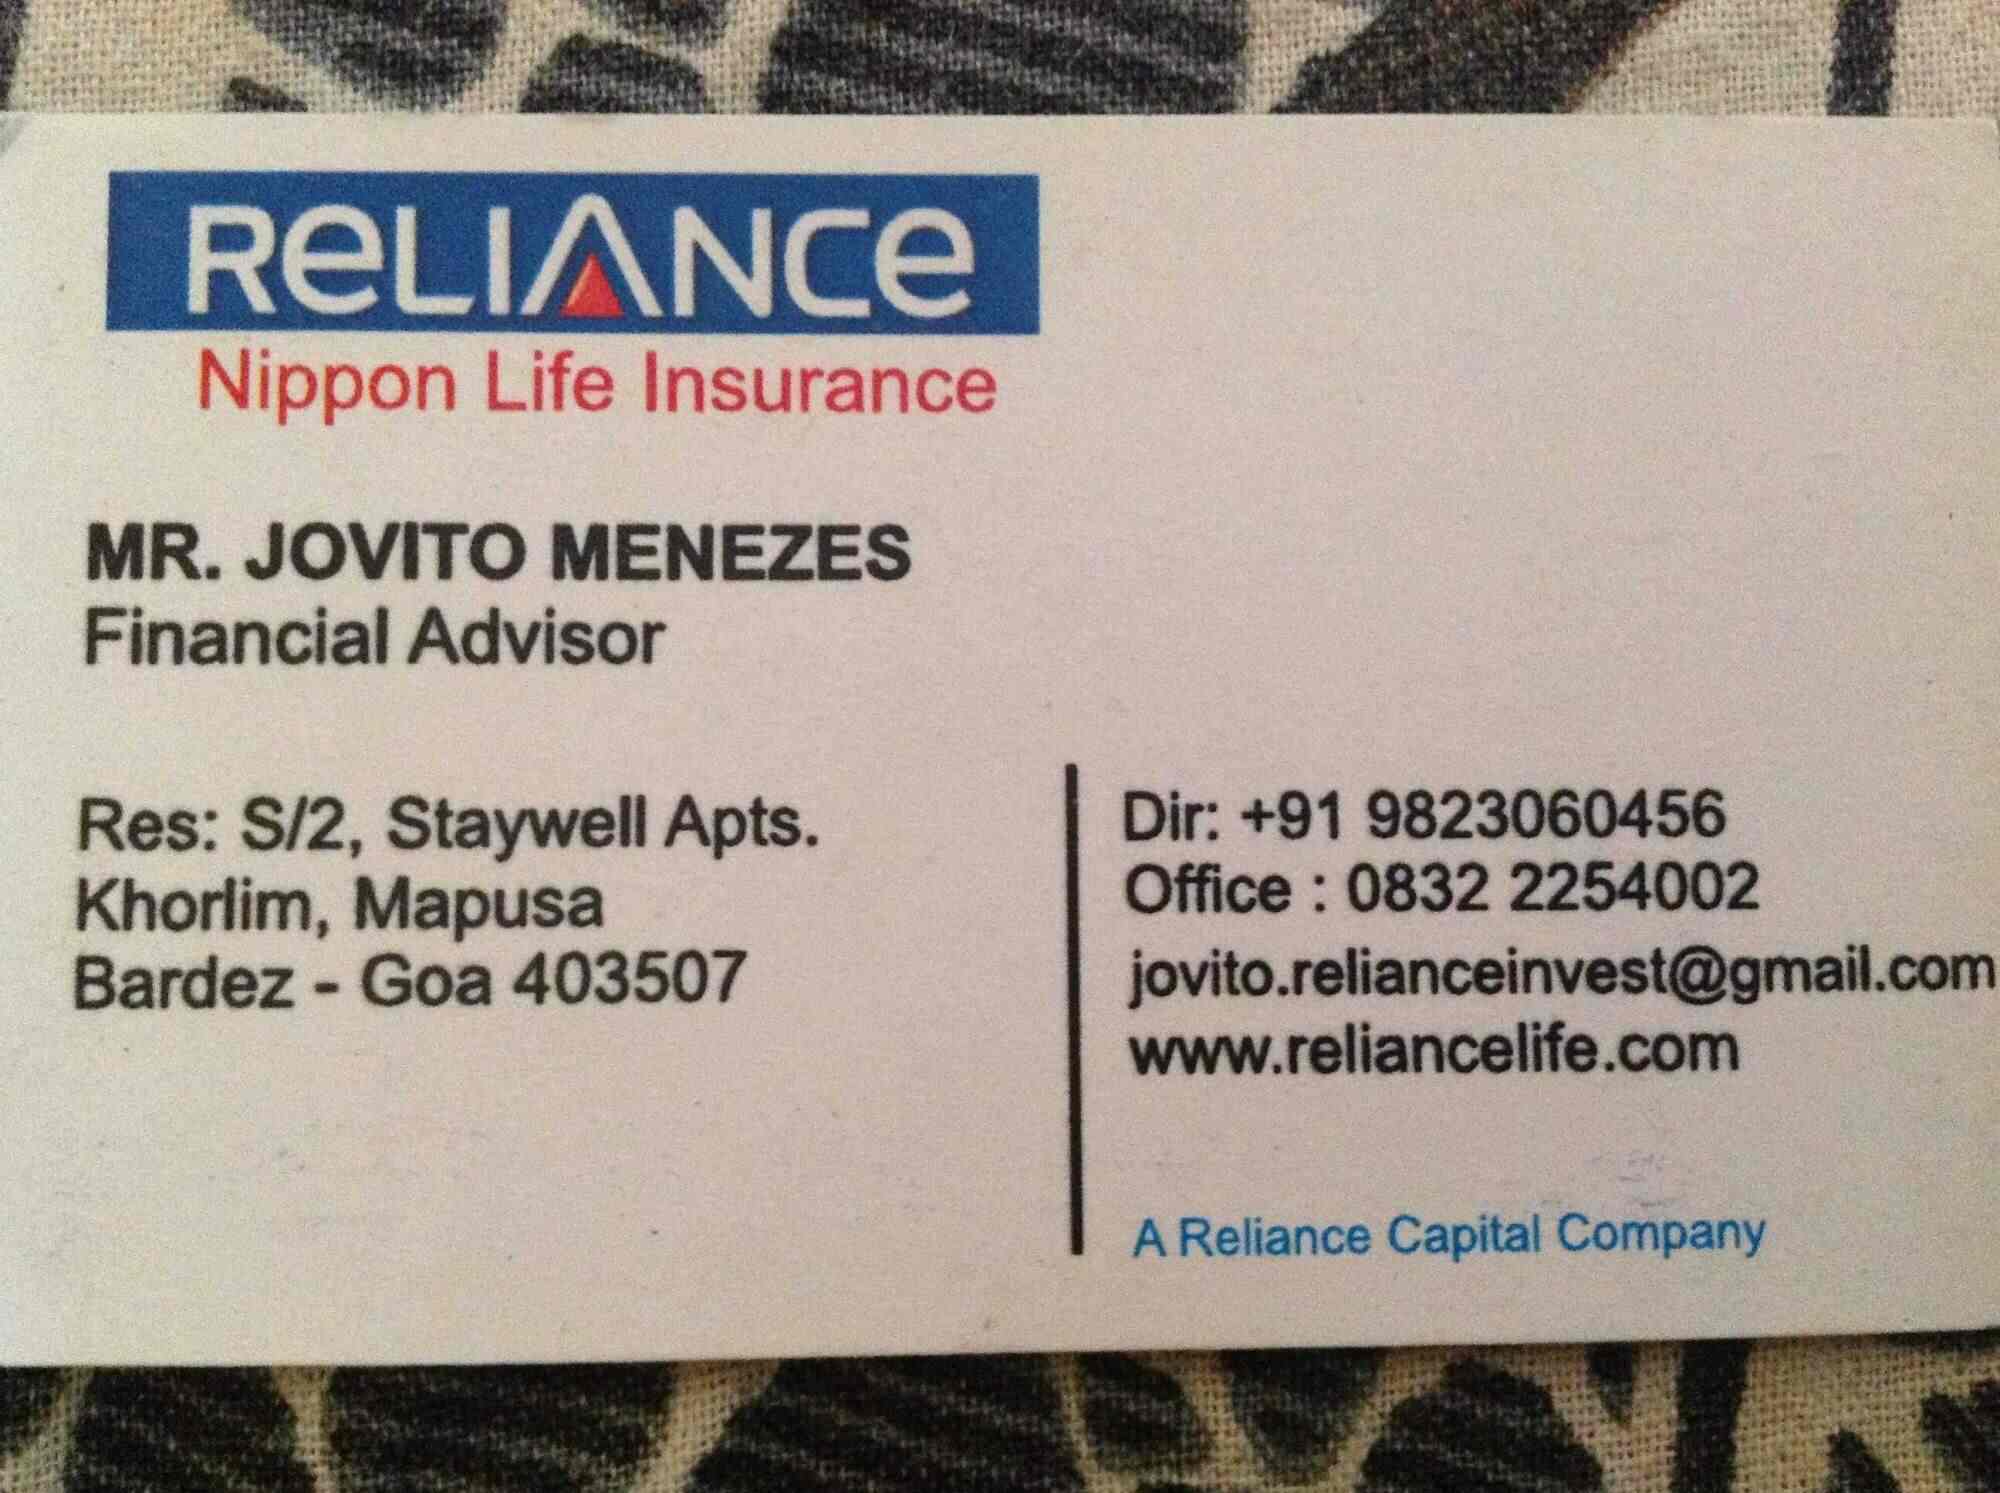 RELIANCE
Nippon Life Insurance
MR. JOVITO MENEZES
Financial Advisor
Res: S/2, Staywell Apts.
Khorlim, Mapusa
Bardez - Goa 403507
Dir: +91 9823060456
Office : 0832 2254002
jovito.relianceinvest@gmail.com
www.reliancelife.com
A Reliance Capital Company